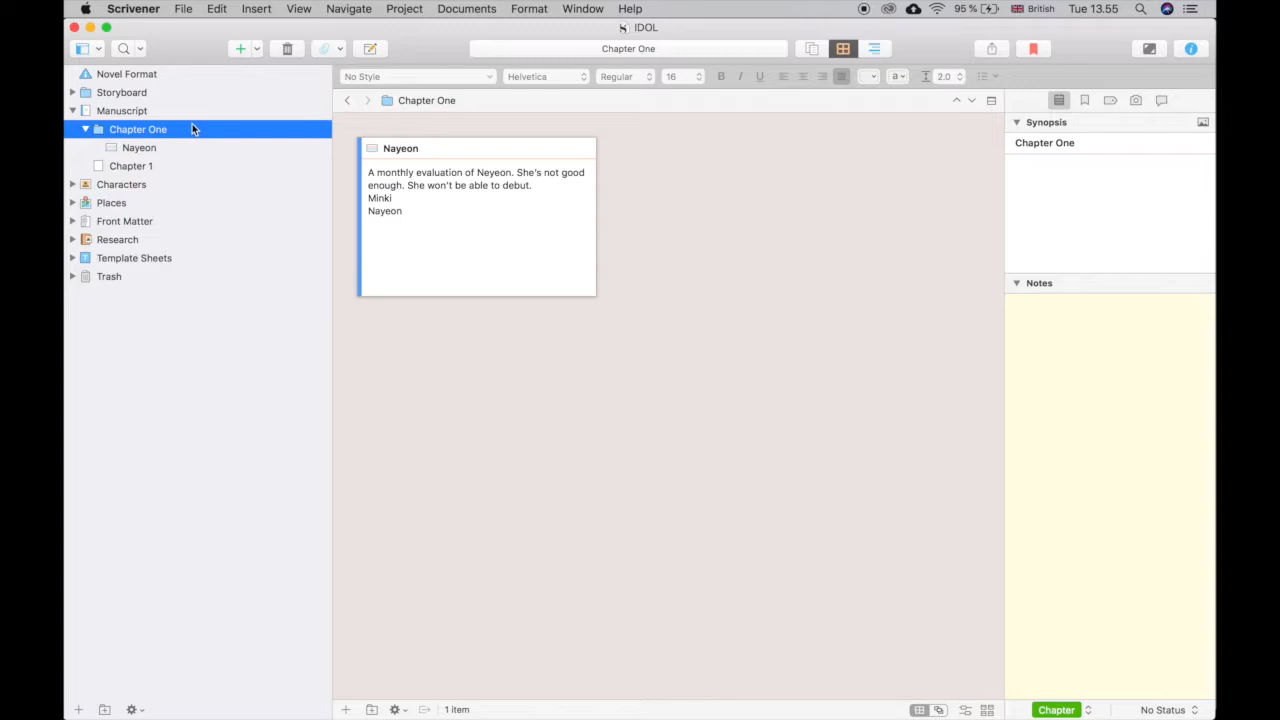 Scrivener File Edit Insert View Navigate Project Documents Format Window Help 95 % British Tue 13.55
IDOL
Chapter One
No Style Helvetica Regular 16 B I U a 2.0
Novel Format
Storyboard
Manuscript
Chapter One
Nayeon
Chapter 1
Characters
Places
Front Matter
Research
Template Sheets
Trash
Chapter One
Nayeon
A monthly evaluation of Neyeon. She's not good
enough. She won't be able to debut.
Minki
Nayeon
1 item
Synopsis
Chapter One
Notes
Chapter No Status